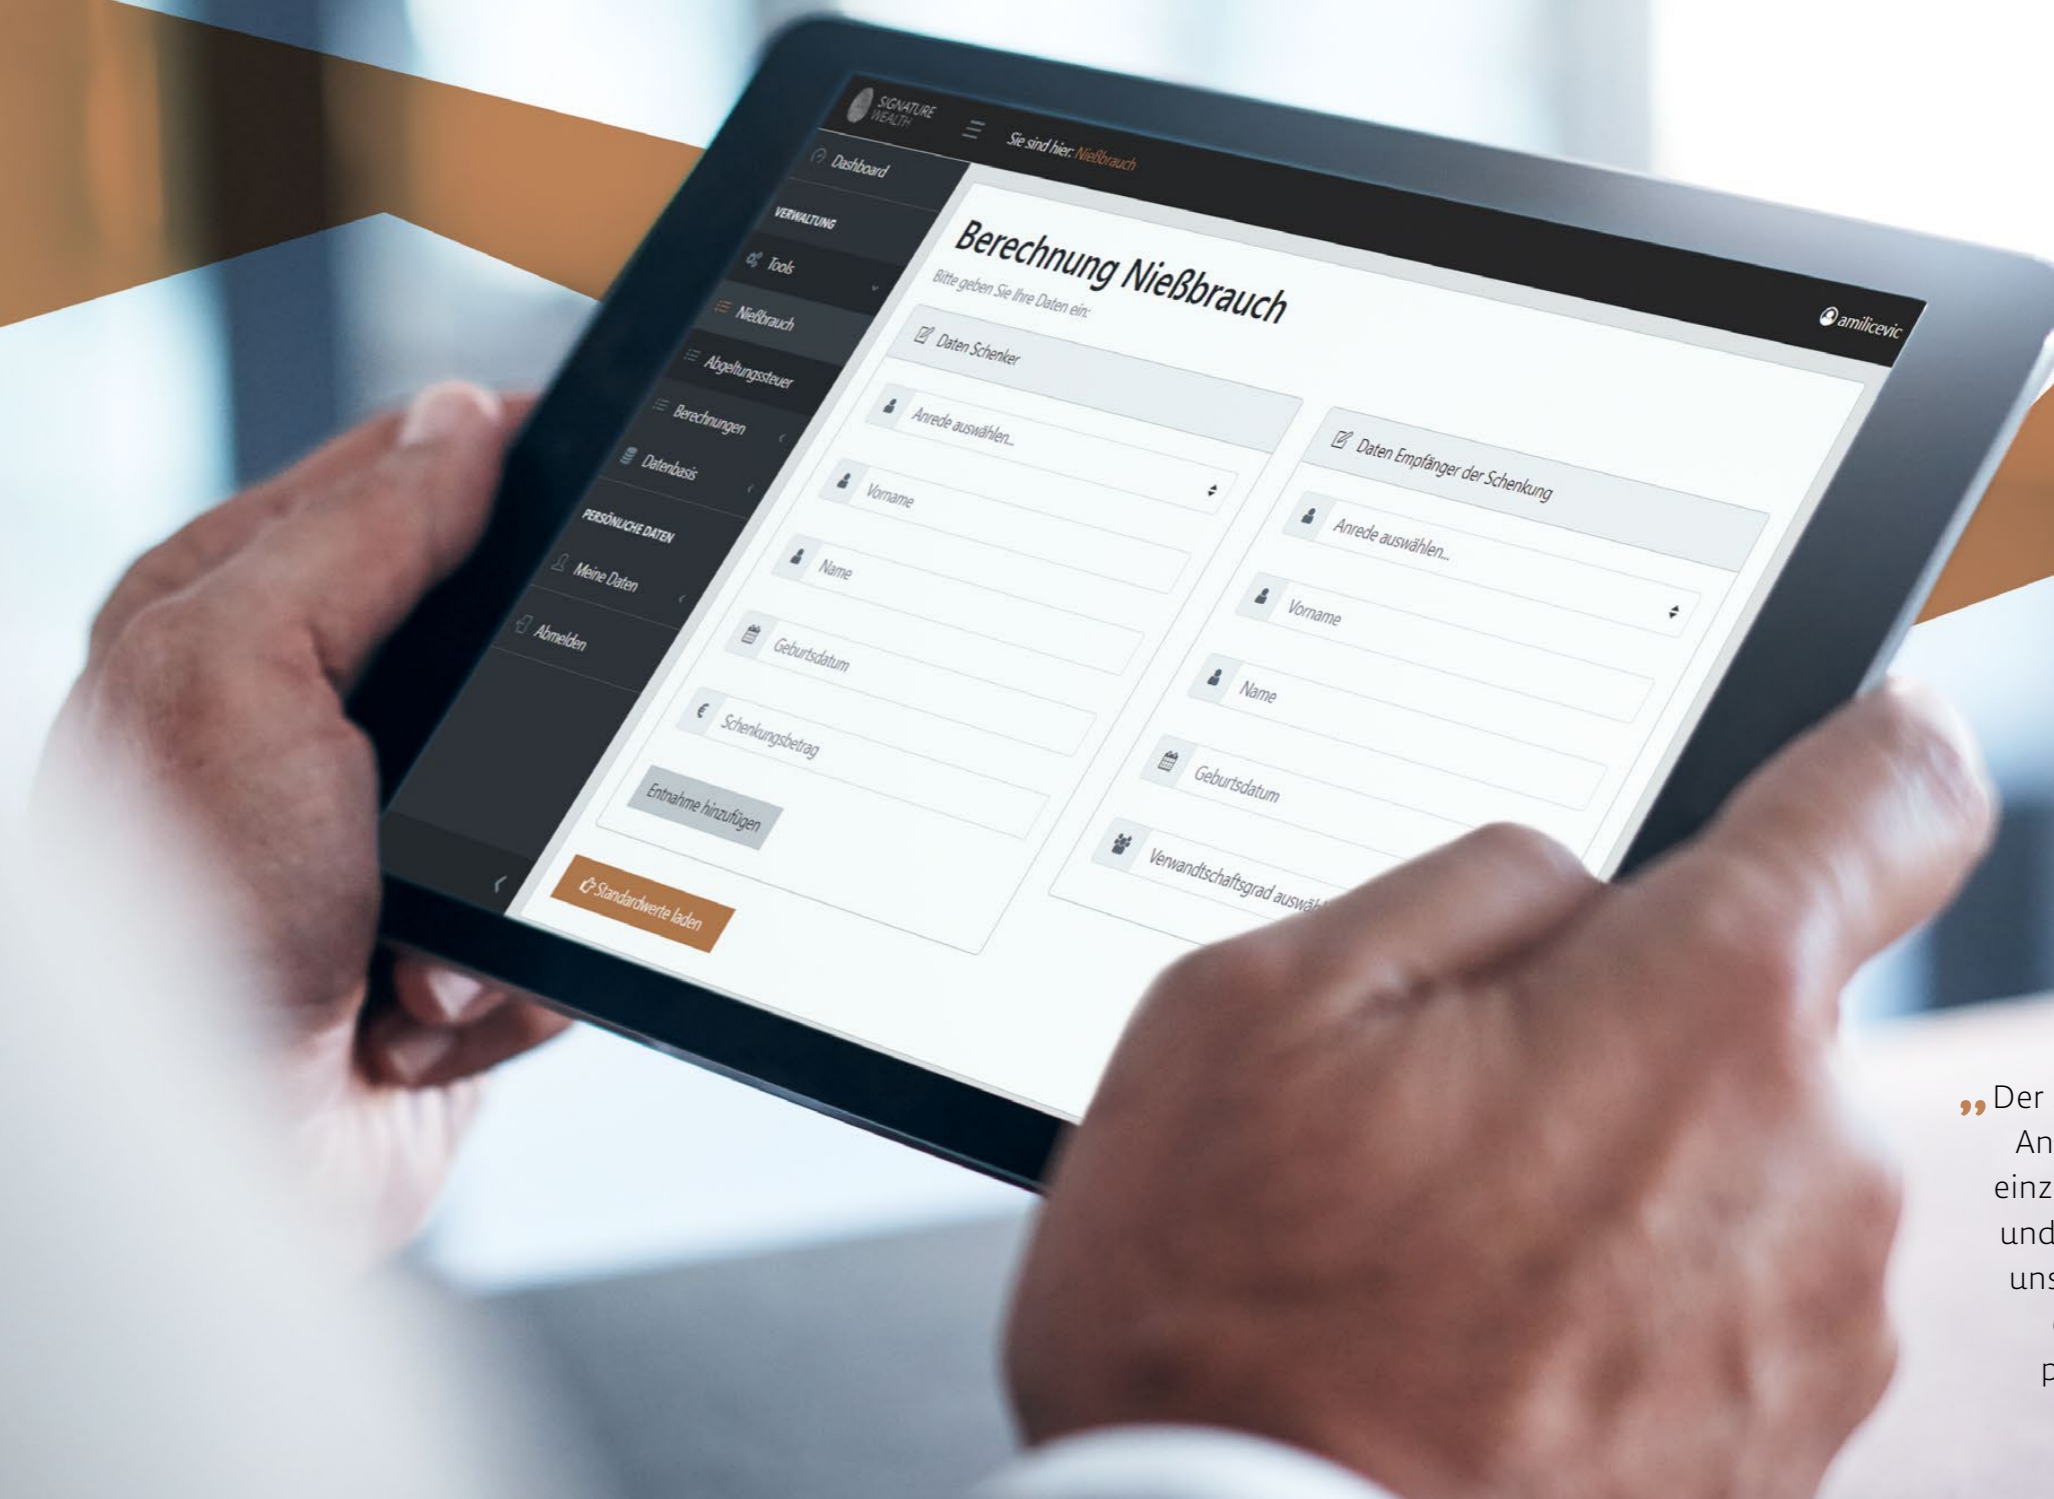 SIGNATURE
WEALTH
Sie sind hier: Nießbrauch
amilicevic
Dashboard
VERWALTUNG
Tools
Nießbrauch
Abgeltungssteuer
Berechnungen
Datenbasis
PERSÖNLICHE DATEN
Meine Daten
Abmelden
Berechnung Nießbrauch
Bitte geben Sie Ihre Daten ein:
Daten Schenker
Anrede auswählen...
Vorname
Name
Geburtsdatum
€ Schenkungsbetrag
Entnahme hinzufügen
Standardwerte laden
Daten Empfänger der Schenkung
Anrede auswählen...
Vorname
Name
Geburtsdatum
Verwandtschaftsgrad auswäh
„Der
An
einz
und
uns
p